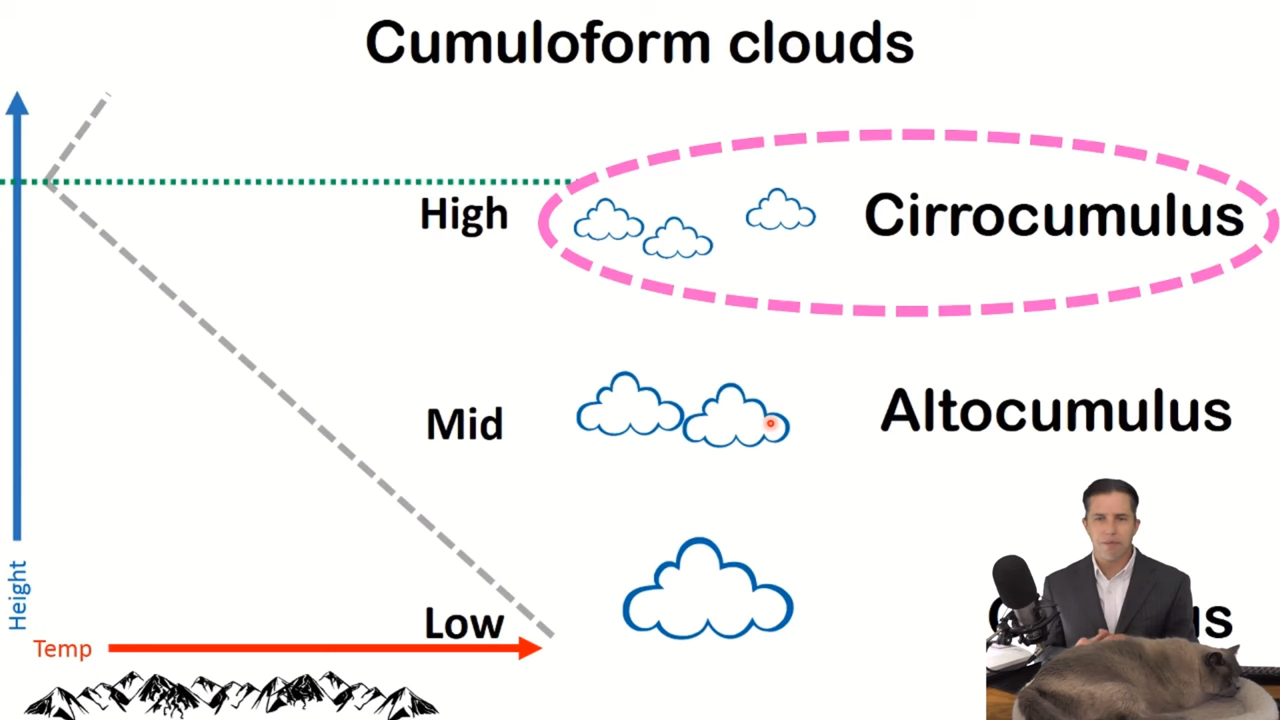 Cumuloform clouds
High
Cirrocumulus
Mid
Altocumulus
Low
Height
Temp